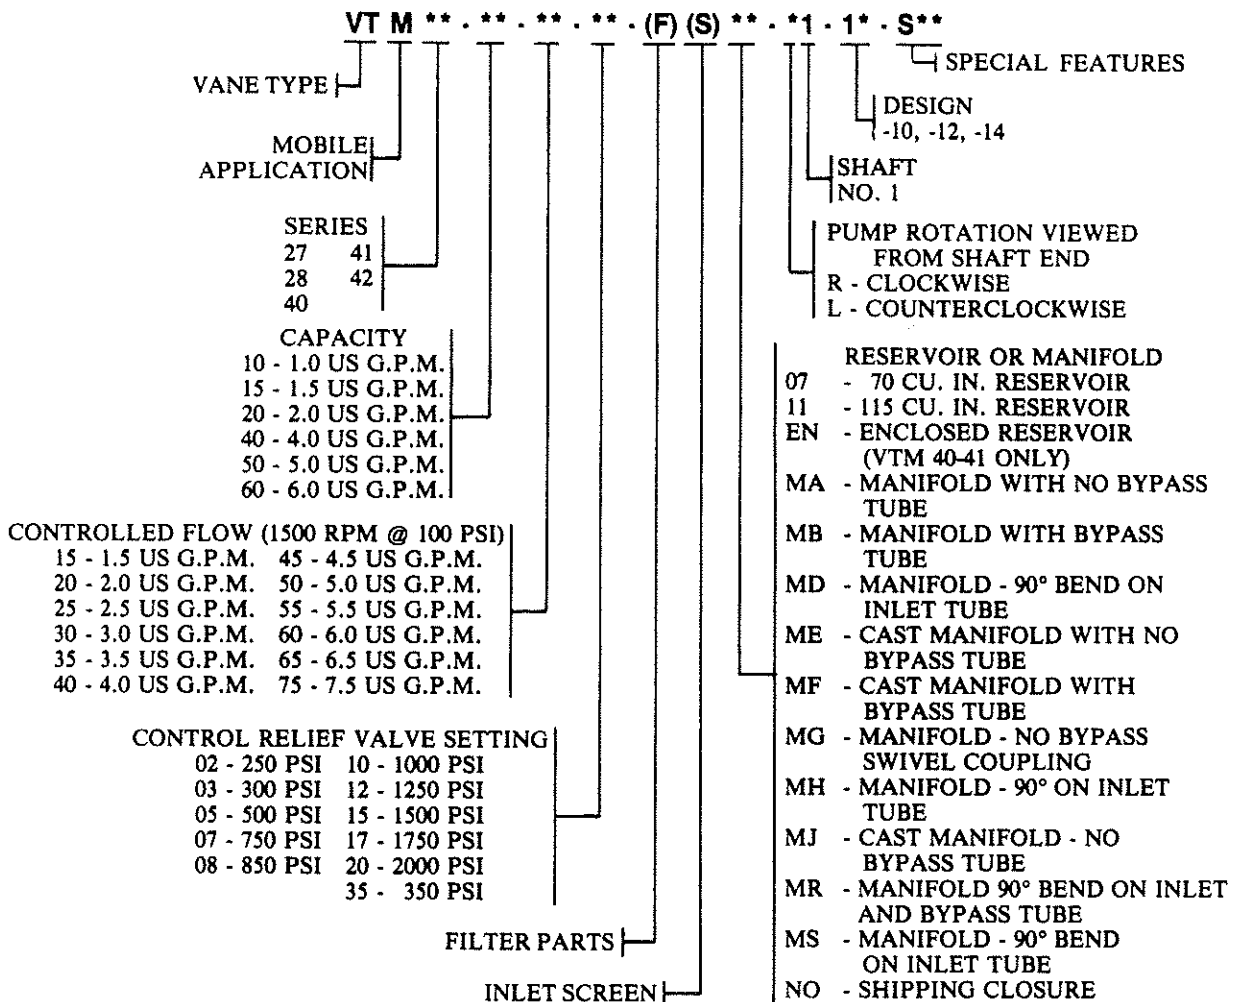 VT M ** · ** · ** · ** · (F) (S) ** · *1 · 1* · S**
SPECIAL FEATURES
VANE TYPE
DESIGN
-10, -12, -14
MOBILE
APPLICATION
SHAFT
NO. 1
SERIES
27 41
28 42
40
PUMP ROTATION VIEWED
FROM SHAFT END
R - CLOCKWISE
L - COUNTERCLOCKWISE
CAPACITY
10 - 1.0 US G.P.M.
15 - 1.5 US G.P.M.
20 - 2.0 US G.P.M.
40 - 4.0 US G.P.M.
50 - 5.0 US G.P.M.
60 - 6.0 US G.P.M.
CONTROLLED FLOW (1500 RPM @ 100 PSI)
15 - 1.5 US G.P.M. 45 - 4.5 US G.P.M.
20 - 2.0 US G.P.M. 50 - 5.0 US G.P.M.
25 - 2.5 US G.P.M. 55 - 5.5 US G.P.M.
30 - 3.0 US G.P.M. 60 - 6.0 US G.P.M.
35 - 3.5 US G.P.M. 65 - 6.5 US G.P.M.
40 - 4.0 US G.P.M. 75 - 7.5 US G.P.M.
CONTROL RELIEF VALVE SETTING
02 - 250 PSI 10 - 1000 PSI
03 - 300 PSI 12 - 1250 PSI
05 - 500 PSI 15 - 1500 PSI
07 - 750 PSI 17 - 1750 PSI
08 - 850 PSI 20 - 2000 PSI
35 - 350 PSI
FILTER PARTS
INLET SCREEN
RESERVOIR OR MANIFOLD
07 - 70 CU. IN. RESERVOIR
11 - 115 CU. IN. RESERVOIR
EN - ENCLOSED RESERVOIR
(VTM 40-41 ONLY)
MA - MANIFOLD WITH NO BYPASS
TUBE
MB - MANIFOLD WITH BYPASS
TUBE
MD - MANIFOLD - 90° BEND ON
INLET TUBE
ME - CAST MANIFOLD WITH NO
BYPASS TUBE
MF - CAST MANIFOLD WITH
BYPASS TUBE
MG - MANIFOLD - NO BYPASS
SWIVEL COUPLING
MH - MANIFOLD - 90° ON INLET
TUBE
MJ - CAST MANIFOLD - NO
BYPASS TUBE
MR - MANIFOLD 90° BEND ON INLET
AND BYPASS TUBE
MS - MANIFOLD - 90° BEND
ON INLET TUBE
NO - SHIPPING CLOSURE